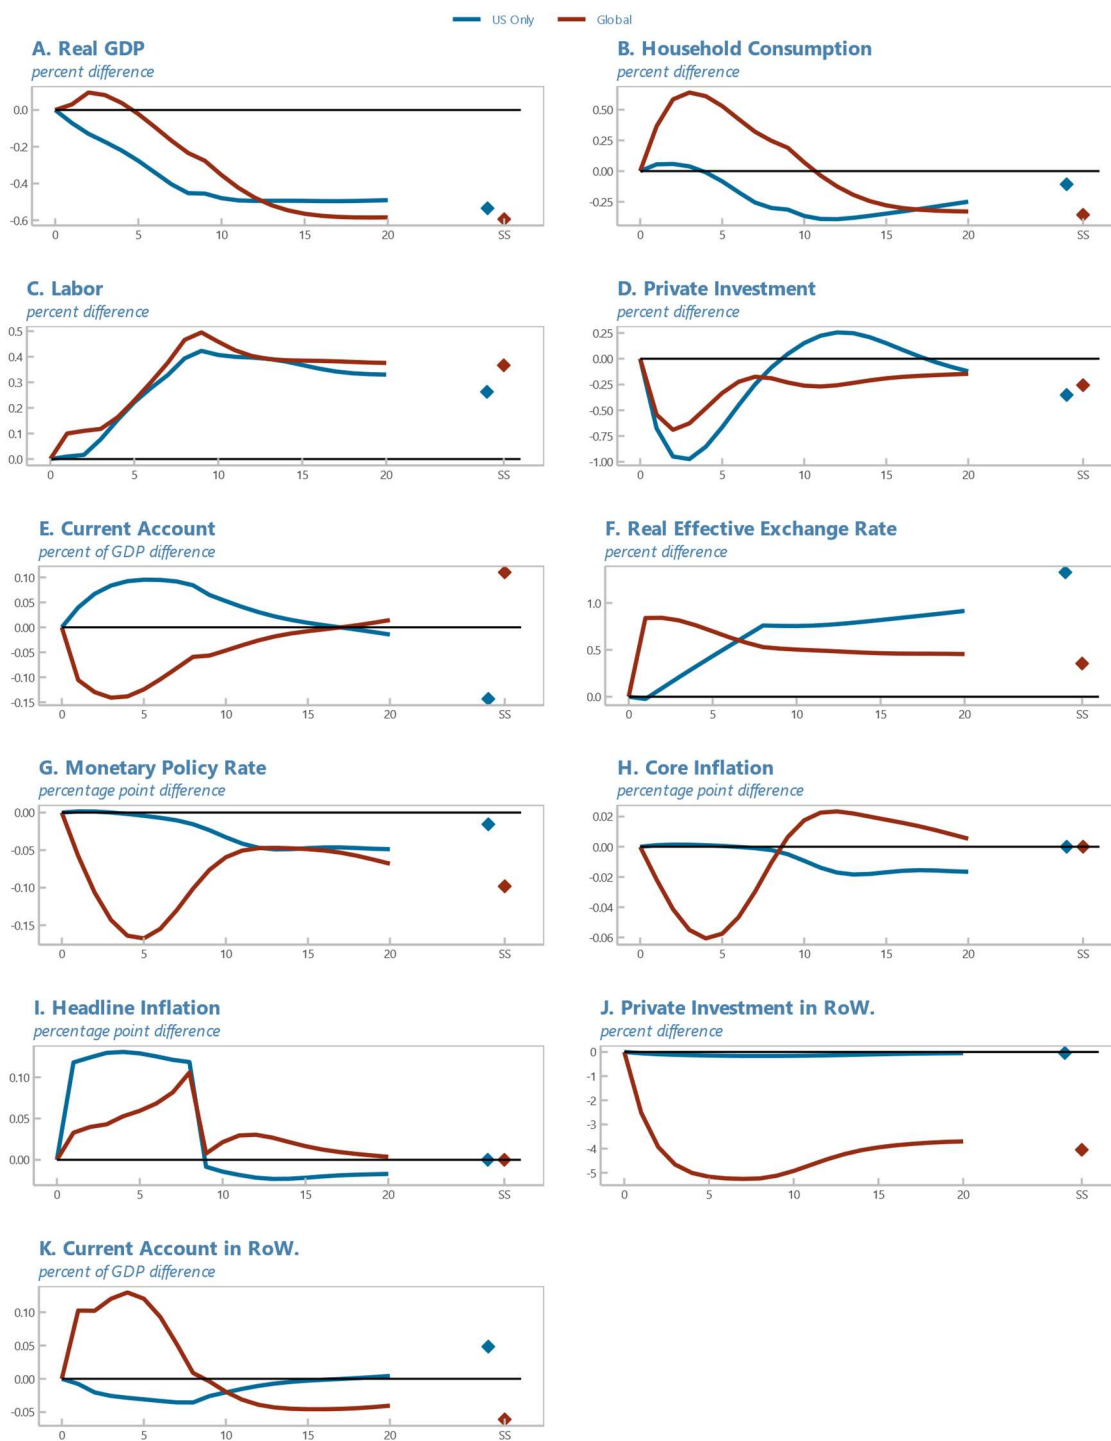 US Only Global
A. Real GDP
percent difference
0.0
-0.2
-0.4
-0.6
0 5 10 15 20 SS
B. Household Consumption
percent difference
0.50
0.25
0.00
-0.25
0 5 10 15 20 SS
C. Labor
percent difference
0.5
0.4
0.3
0.2
0.1
0.0
0 5 10 15 20 SS
D. Private Investment
percent difference
0.25
0.00
-0.25
-0.50
-0.75
-1.00
0 5 10 15 20 SS
E. Current Account
percent of GDP difference
0.10
0.05
0.00
-0.05
-0.10
-0.15
0 5 10 15 20 SS
F. Real Effective Exchange Rate
percent difference
1.0
0.5
0.0
0 5 10 15 20 SS
G. Monetary Policy Rate
percentage point difference
0.00
-0.05
-0.10
-0.15
0 5 10 15 20 SS
H. Core Inflation
percentage point difference
0.02
0.00
-0.02
-0.04
-0.06
0 5 10 15 20 SS
I. Headline Inflation
percentage point difference
0.10
0.05
0.00
0 5 10 15 20 SS
J. Private Investment in RoW.
percent difference
0
-1
-2
-3
-4
-5
0 5 10 15 20 SS
K. Current Account in RoW.
percent of GDP difference
0.10
0.05
0.00
-0.05
0 5 10 15 20 SS